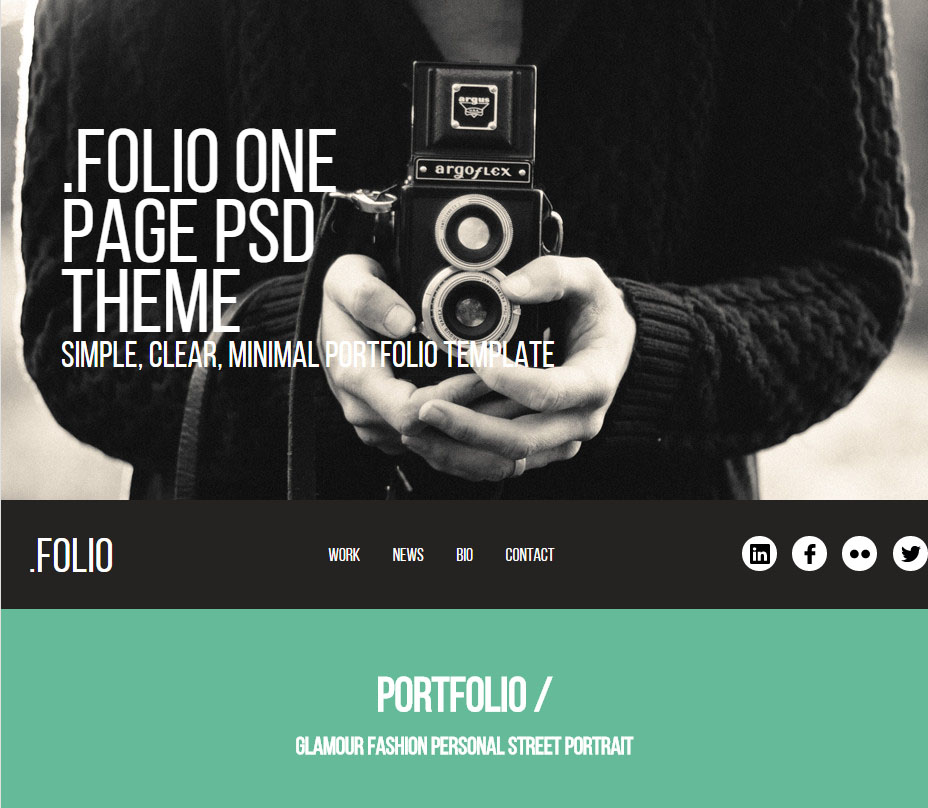 argus
argoflex
.FOLIO ONE
PAGE PSD
THEME
SIMPLE, CLEAR, MINIMAL PORTFOLIO TEMPLATE
.FOLIO
WORK NEWS BIO CONTACT
in f
PORTFOLIO /
GLAMOUR FASHION PERSONAL STREET PORTRAIT